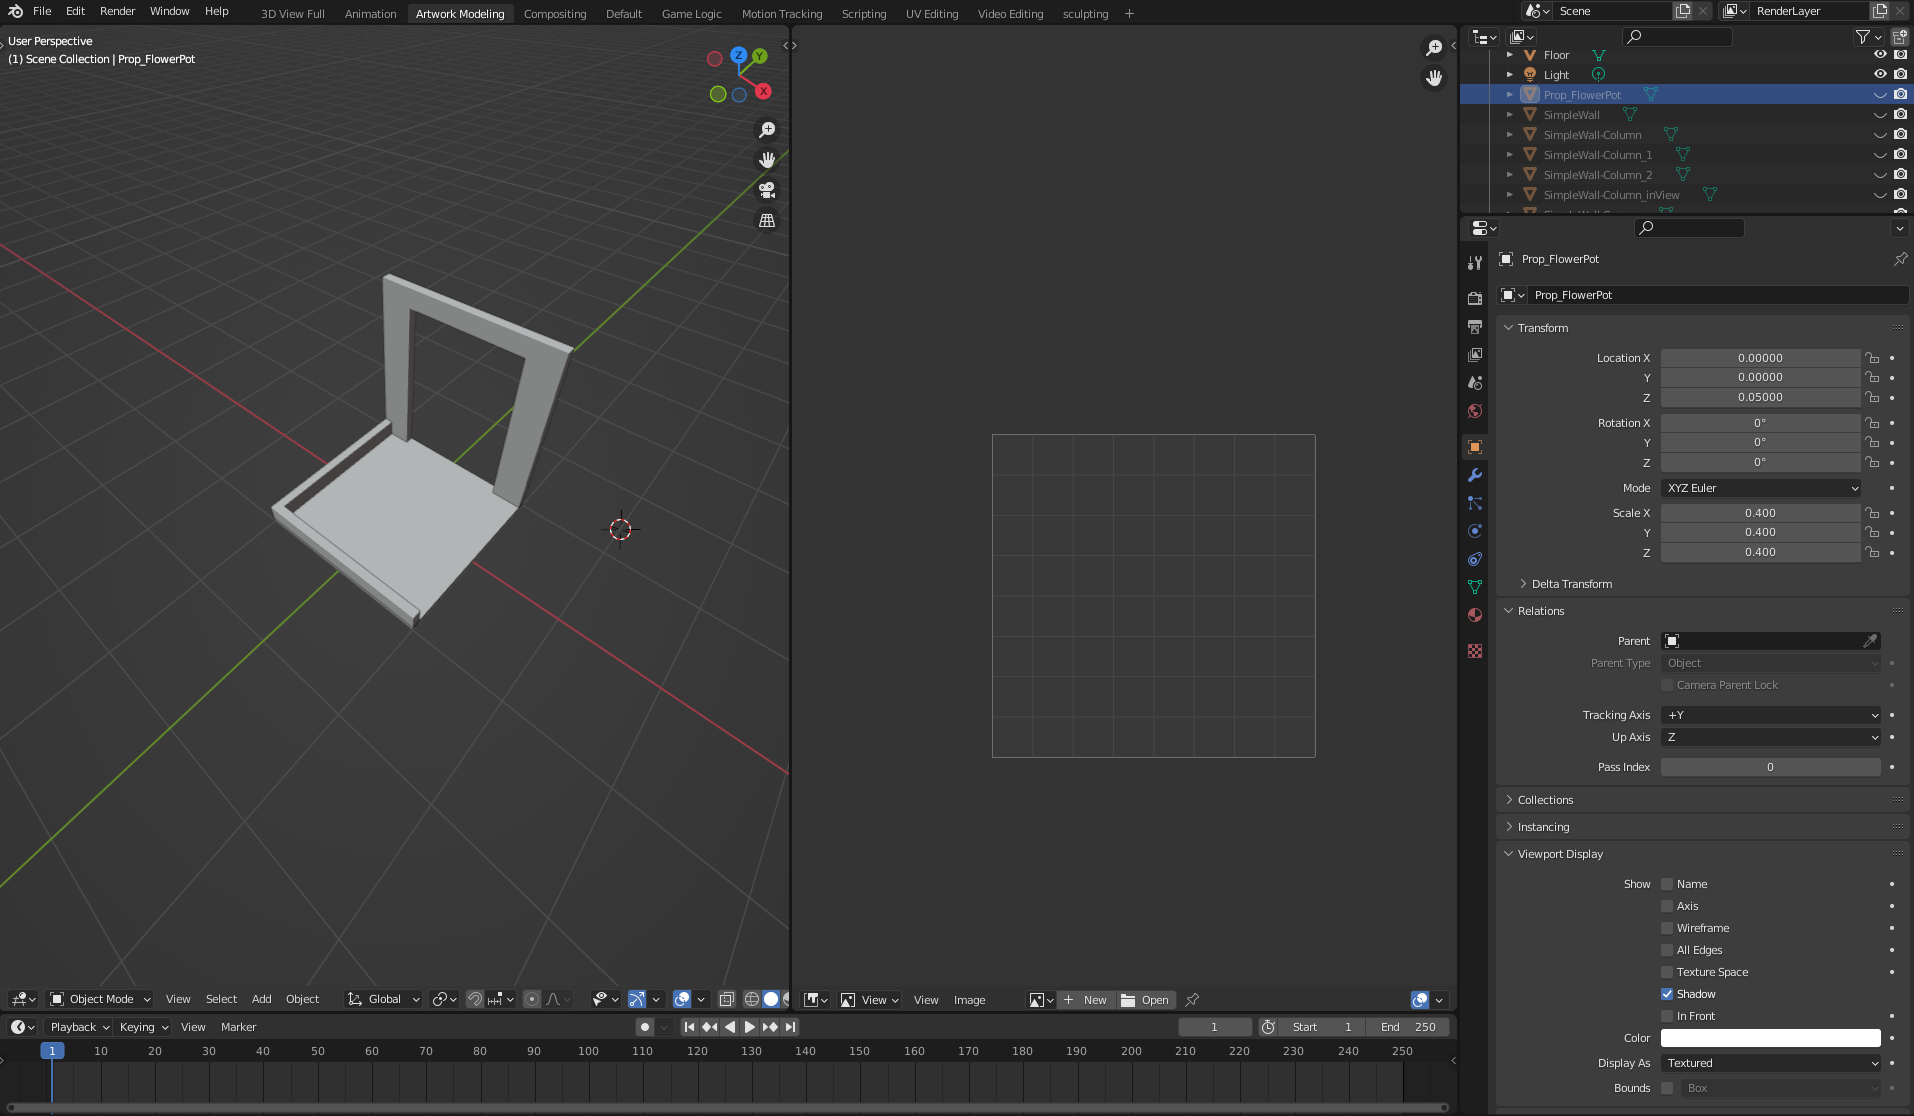 File Edit Render Window Help
3D View Full Animation Artwork Modeling Compositing Default Game Logic Motion Tracking Scripting UV Editing Video Editing sculpting +
Scene
RenderLayer
User Perspective
(1) Scene Collection | Prop_FlowerPot
Z
Y
X
Floor
Light
Prop_FlowerPot
SimpleWall
SimpleWall-Column
SimpleWall-Column_1
SimpleWall-Column_2
SimpleWall-Column_inView
Prop_FlowerPot
Prop_FlowerPot
Transform
Location X 0.00000
Y 0.00000
Z 0.05000
Rotation X 0°
Y 0°
Z 0°
Mode XYZ Euler
Scale X 0.400
Y 0.400
Z 0.400
Delta Transform
Relations
Parent
Parent Type Object
Camera Parent Lock
Tracking Axis +Y
Up Axis Z
Pass Index 0
Collections
Instancing
Viewport Display
Show Name
Axis
Wireframe
All Edges
Texture Space
Shadow
In Front
Color
Display As Textured
Bounds Box
Object Mode View Select Add Object Global
View View Image + New Open
Playback Keying View Marker
1 Start 1 End 250
1 10 20 30 40 50 60 70 80 90 100 110 120 130 140 150 160 170 180 190 200 210 220 230 240 250